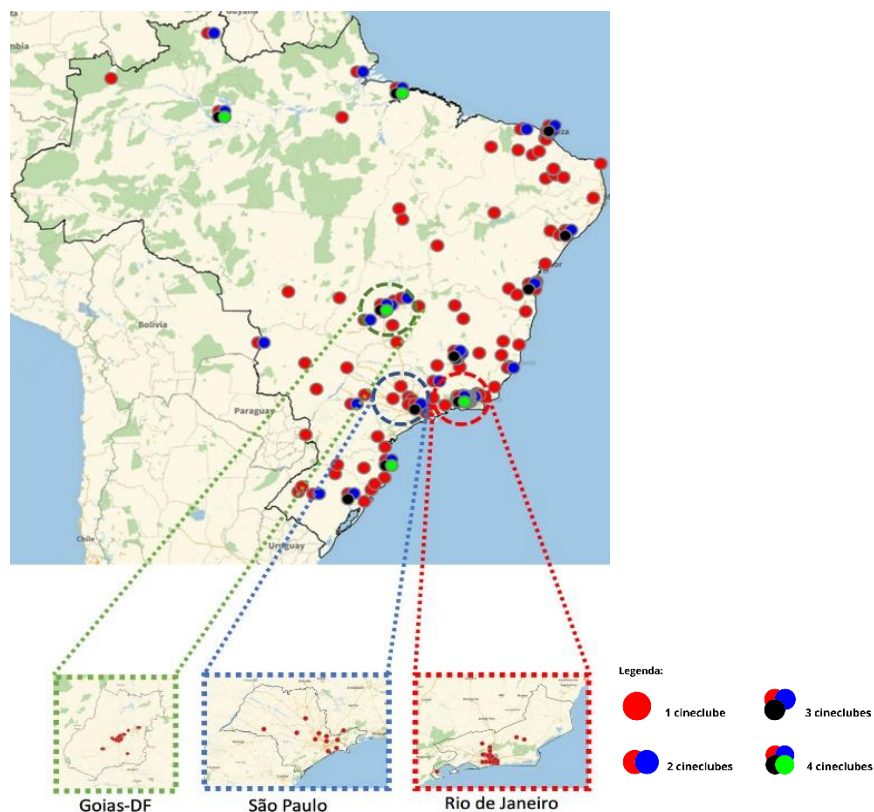 Guyana
Bolivia
Paraguay
Chile
Uruguay
Legenda:
1 cineclube
3 cineclubes
2 cineclubes
4 cineclubes
Goias-DF
São Paulo
Rio de Janeiro